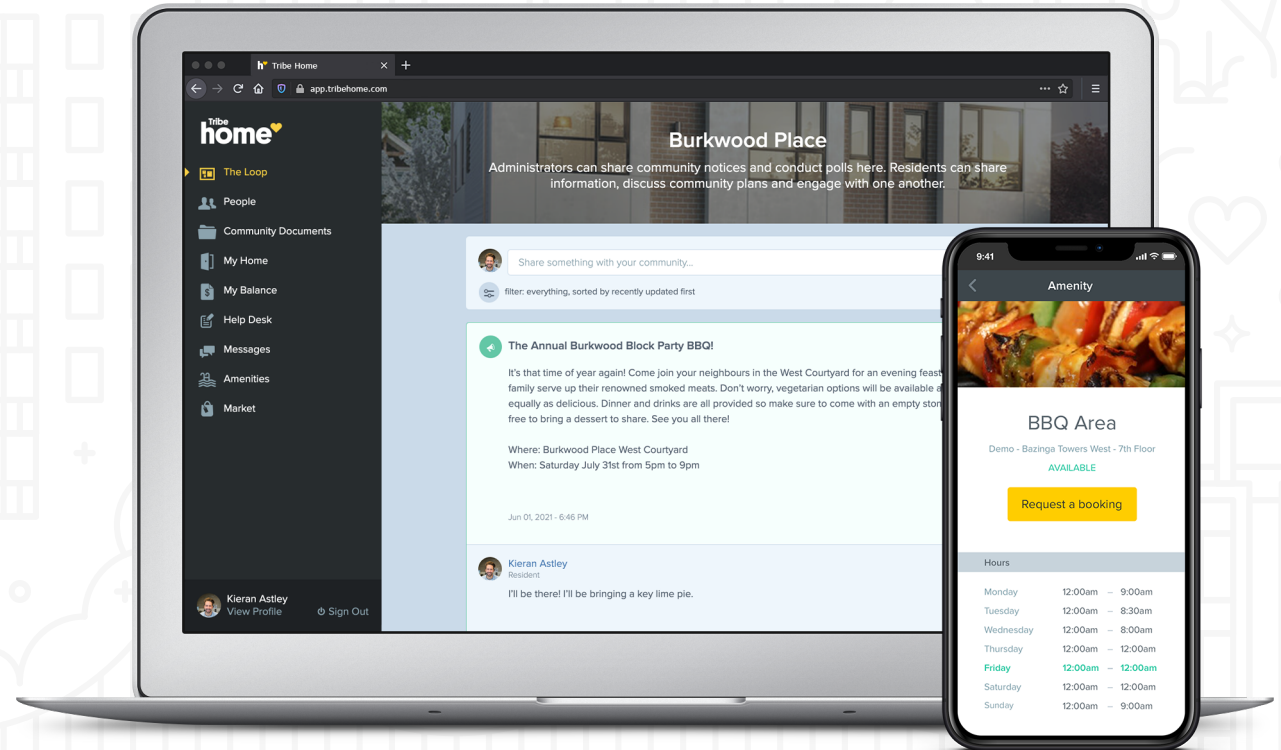 Tribe Home
app.tribehome.com
Tribe
home
The Loop
People
Community Documents
My Home
My Balance
Help Desk
Messages
Amenities
Market
Kieran Astley
View Profile
Sign Out
Burkwood Place
Administrators can share community notices and conduct polls here. Residents can share
information, discuss community plans and engage with one another.
Share something with your community...
filter: everything, sorted by recently updated first
The Annual Burkwood Block Party BBQ!
It's that time of year again! Come join your neighbours in the West Courtyard for an evening feast
family serve up their renowned smoked meats. Don't worry, vegetarian options will be available
equally as delicious. Dinner and drinks are all provided so make sure to come with an empty
free to bring a dessert to share. See you all there!
Where: Burkwood Place West Courtyard
When: Saturday July 31st from 5pm to 9pm
Jun 01, 2021 - 6:46 PM
Kieran Astley
Resident
I'll be there! I'll be bringing a key lime pie.
9:41
Amenity
BBQ Area
Demo - Bazinga Towers West - 7th Floor
AVAILABLE
Request a booking
Hours
Monday 12:00am – 9:00am
Tuesday 12:00am – 8:30am
Wednesday 12:00am – 8:00am
Thursday 12:00am – 12:00am
Friday 12:00am – 12:00am
Saturday 12:00am – 12:00am
Sunday 12:00am – 9:00am